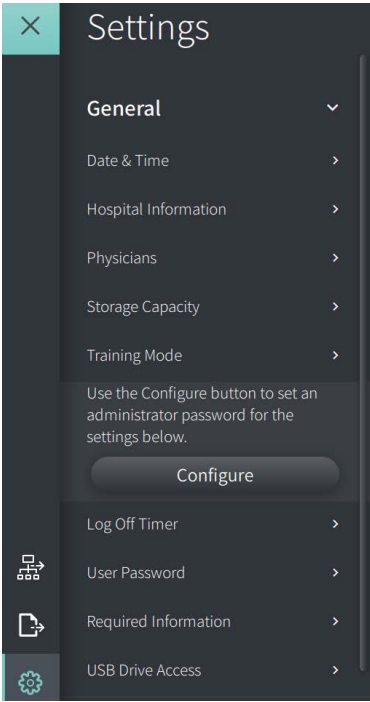 Settings
General
Date & Time
Hospital Information
Physicians
Storage Capacity
Training Mode
Use the Configure button to set an
administrator password for the
settings below.
Configure
Log Off Timer
User Password
Required Information
USB Drive Access